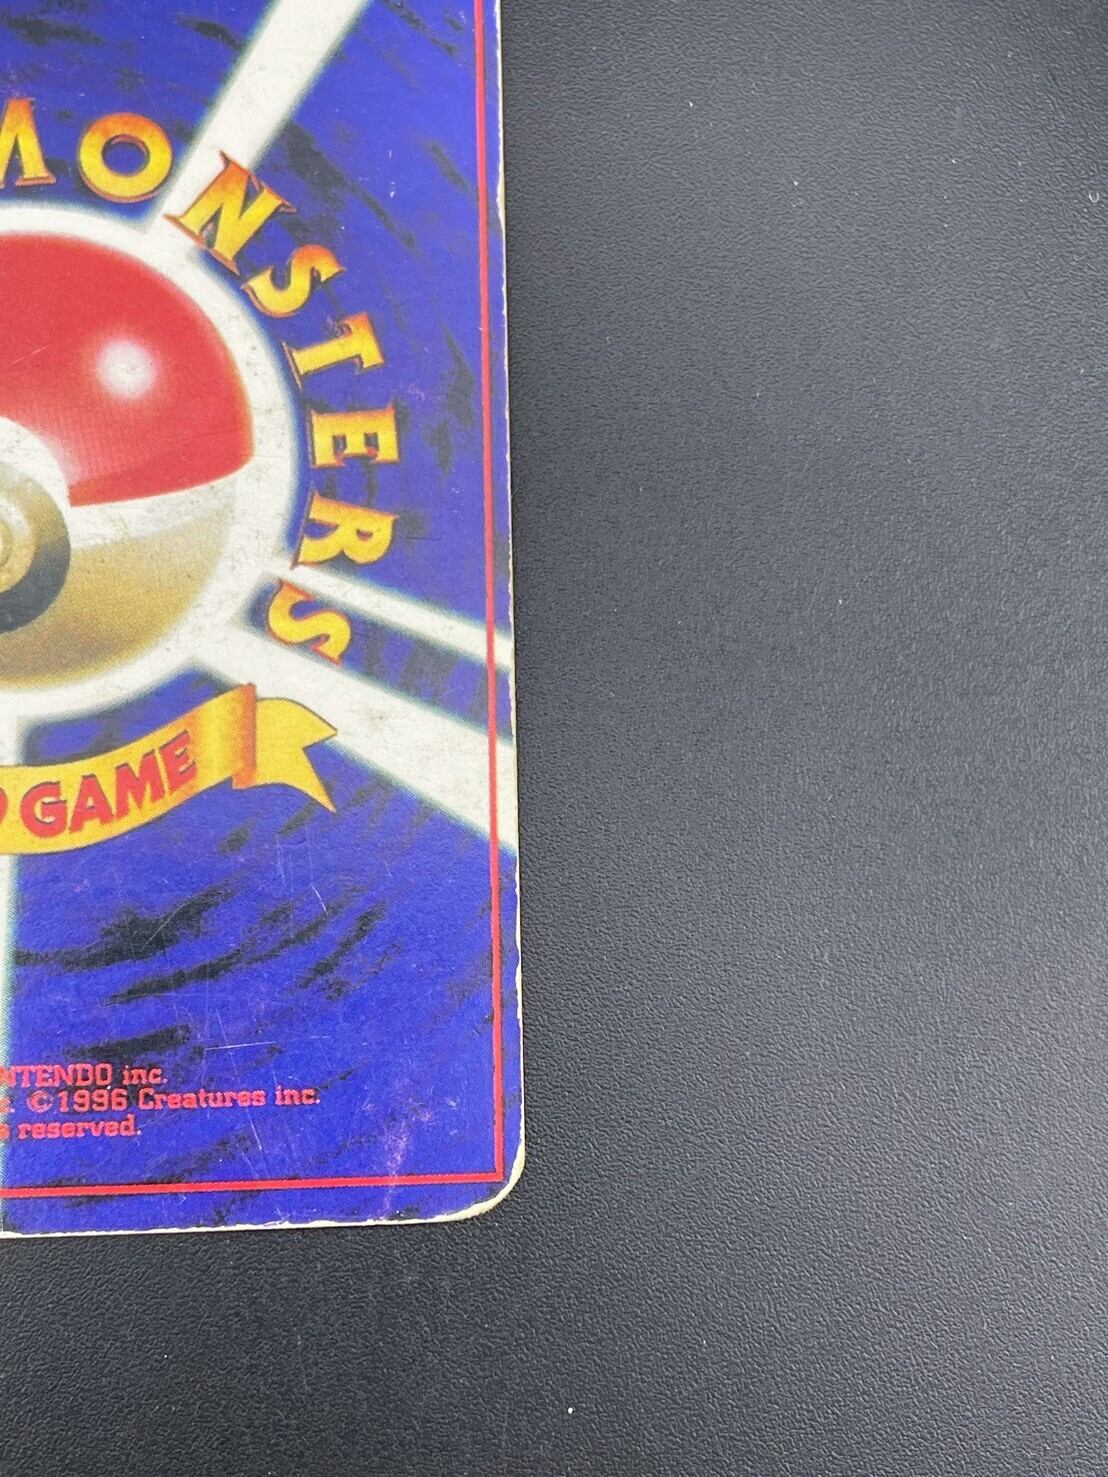 MONSTERS
GAME
NTENDO inc.
©1996 Creatures inc.
reserved.